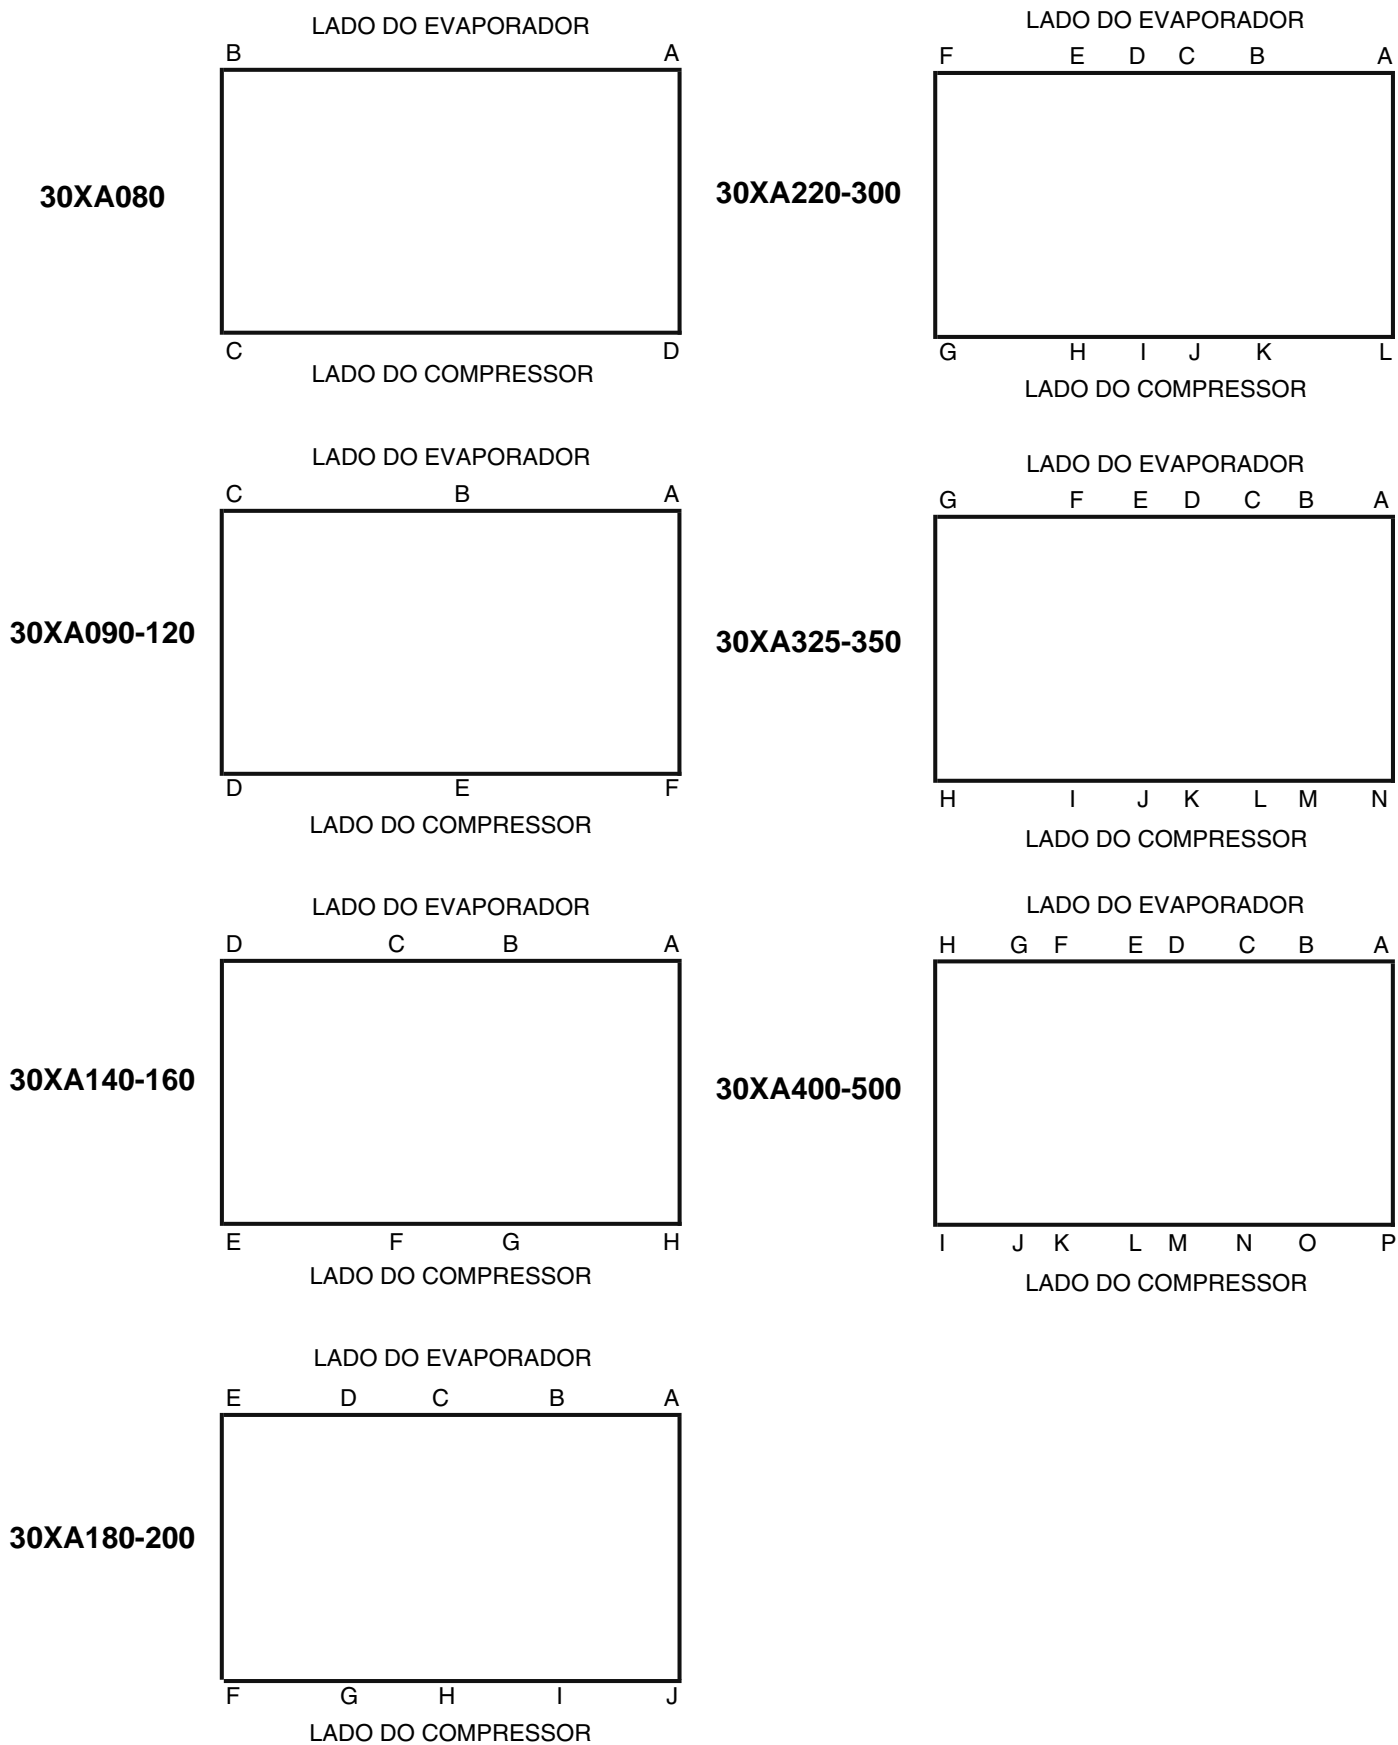 LADO DO EVAPORADOR
B A
30XA080
C D
LADO DO COMPRESSOR
LADO DO EVAPORADOR
C B A
30XA090-120
D E F
LADO DO COMPRESSOR
LADO DO EVAPORADOR
D C B A
30XA140-160
E F G H
LADO DO COMPRESSOR
LADO DO EVAPORADOR
E D C B A
30XA180-200
F G H I J
LADO DO COMPRESSOR
LADO DO EVAPORADOR
F E D C B A
30XA220-300
G H I J K L
LADO DO COMPRESSOR
LADO DO EVAPORADOR
G F E D C B A
30XA325-350
H I J K L M N
LADO DO COMPRESSOR
LADO DO EVAPORADOR
H G F E D C B A
30XA400-500
I J K L M N O P
LADO DO COMPRESSOR